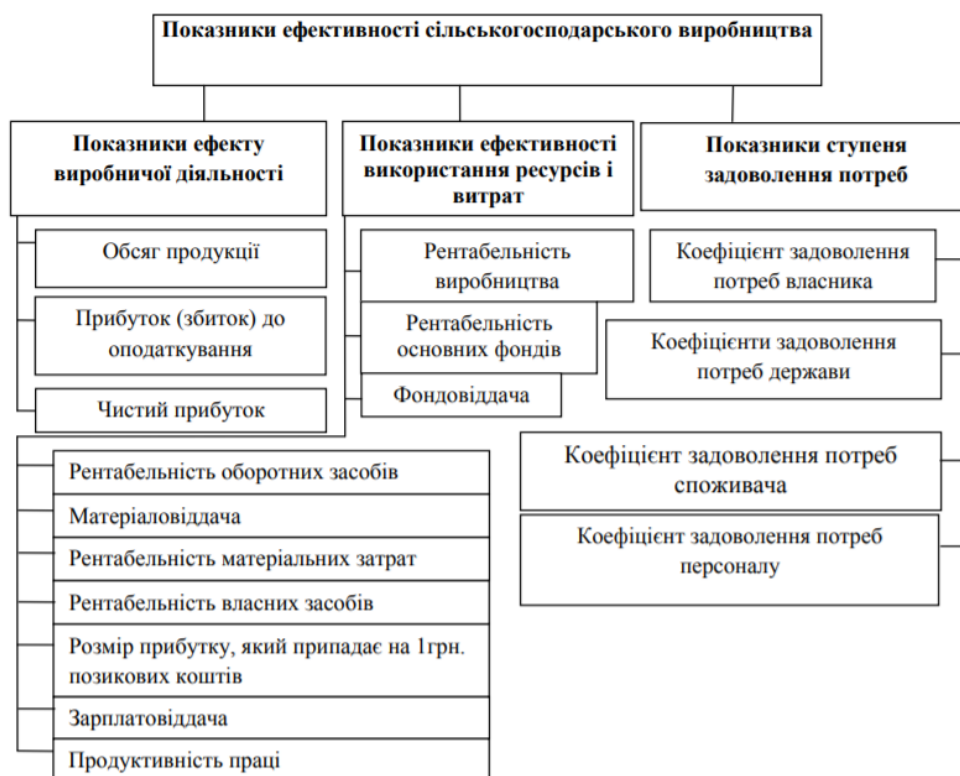 Показники ефективності сільськогосподарського виробництва
Показники ефекту
виробничої діяльності
Обсяг продукції
Прибуток (збиток) до
оподаткування
Чистий прибуток
Показники ефективності
використання ресурсів і
витрат
Рентабельність
виробництва
Рентабельність
основних фондів
Фондовіддача
Рентабельність оборотних засобів
Матеріаловіддача
Рентабельність матеріальних затрат
Рентабельність власних засобів
Розмір прибутку, який припадає на 1грн.
позикових коштів
Зарплатовіддача
Продуктивність праці
Показники ступеня
задоволення потреб
Коефіцієнт задоволення
потреб власника
Коефіцієнти задоволення
потреб держави
Коефіцієнт задоволення потреб
споживача
Коефіцієнт задоволення потреб
персоналу